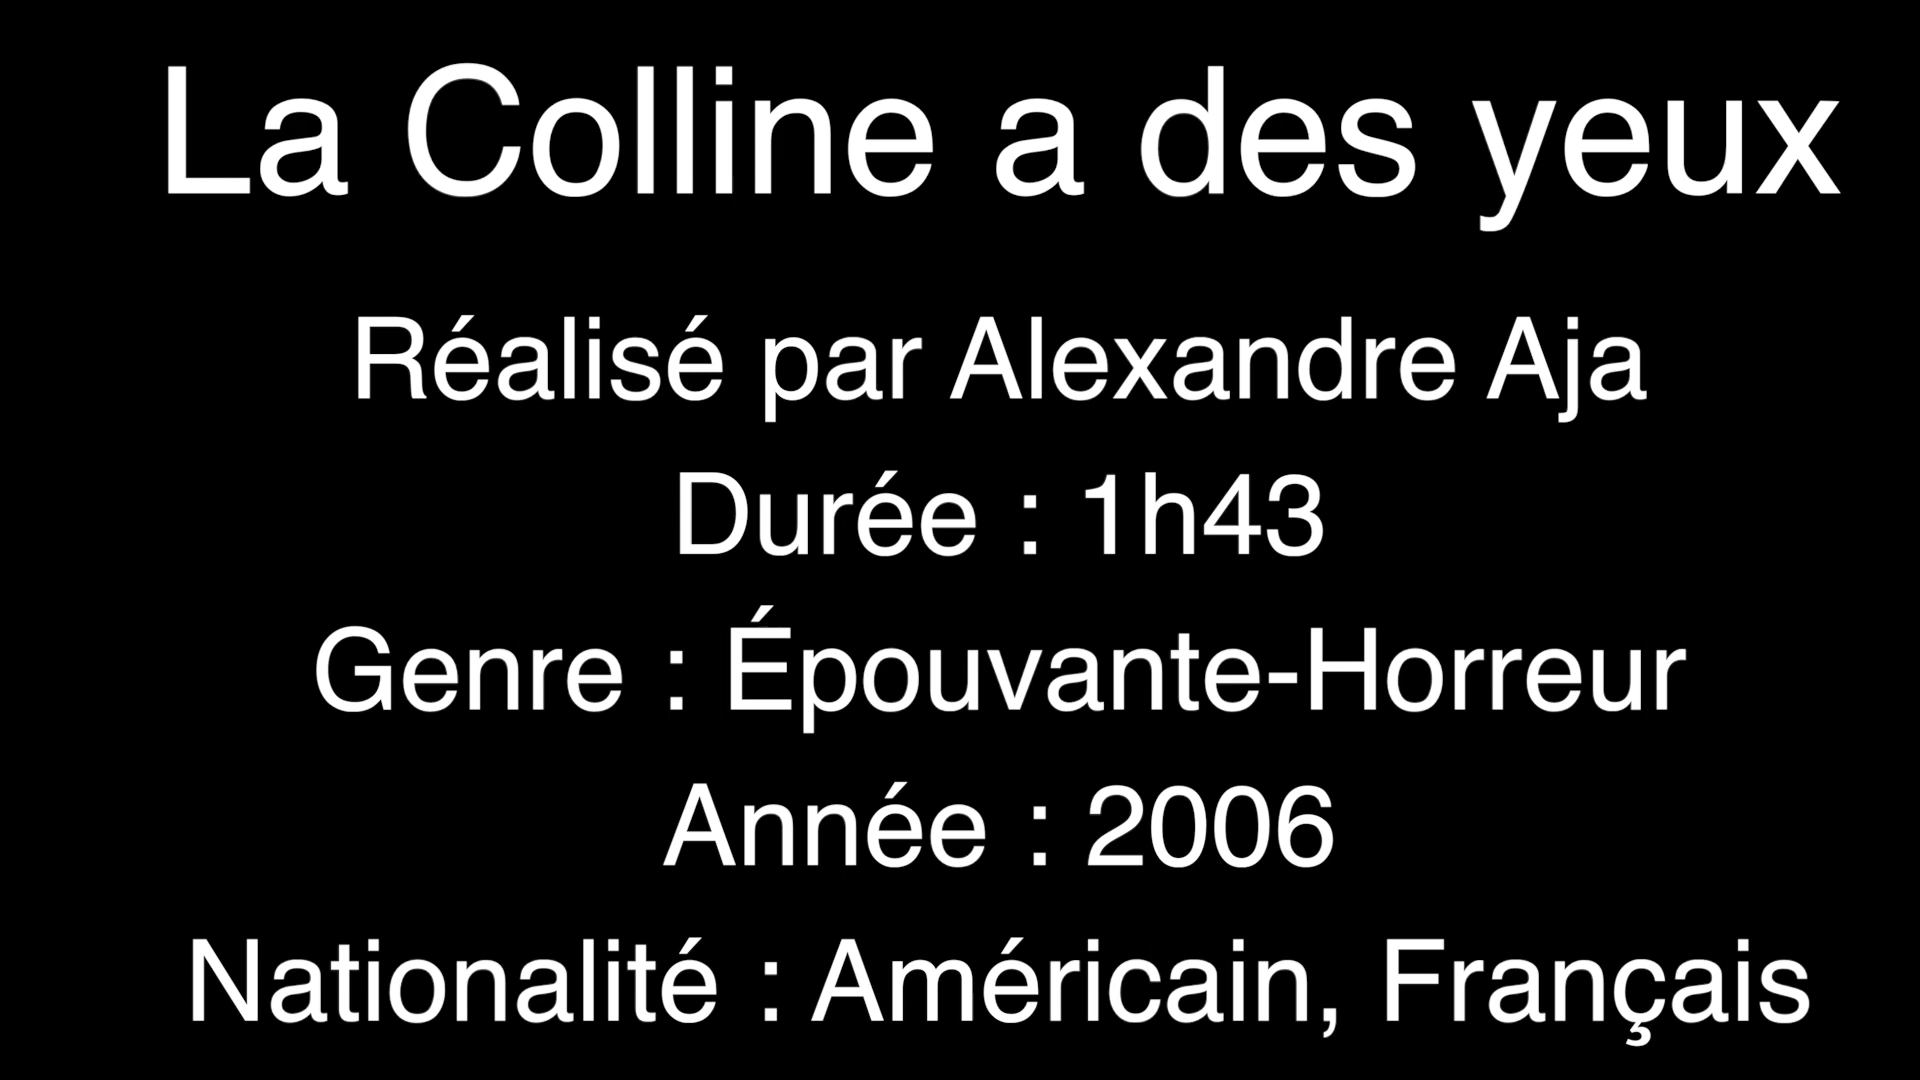 La Colline a des yeux
Réalisé par Alexandre Aja
Durée : 1h43
Genre : Épouvante-Horreur
Année : 2006
Nationalité : Américain, Français